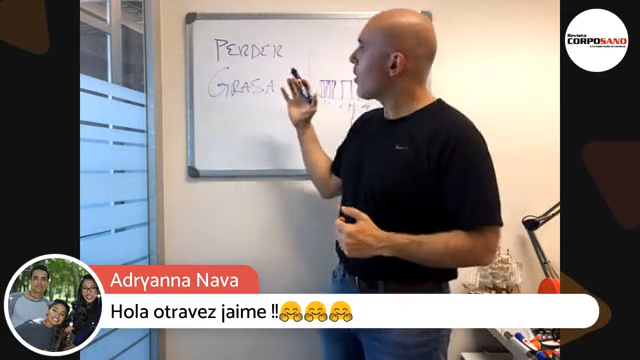 Revista
CORPOSANO
PERDER
GRASA
Adryanna Nava
Hola otravez jaime !!🤗🤗🤗